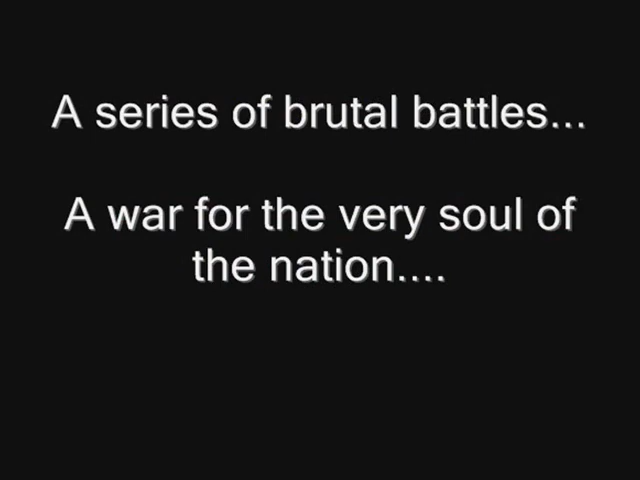 A series of brutal battles...
A war for the very soul of
the nation....